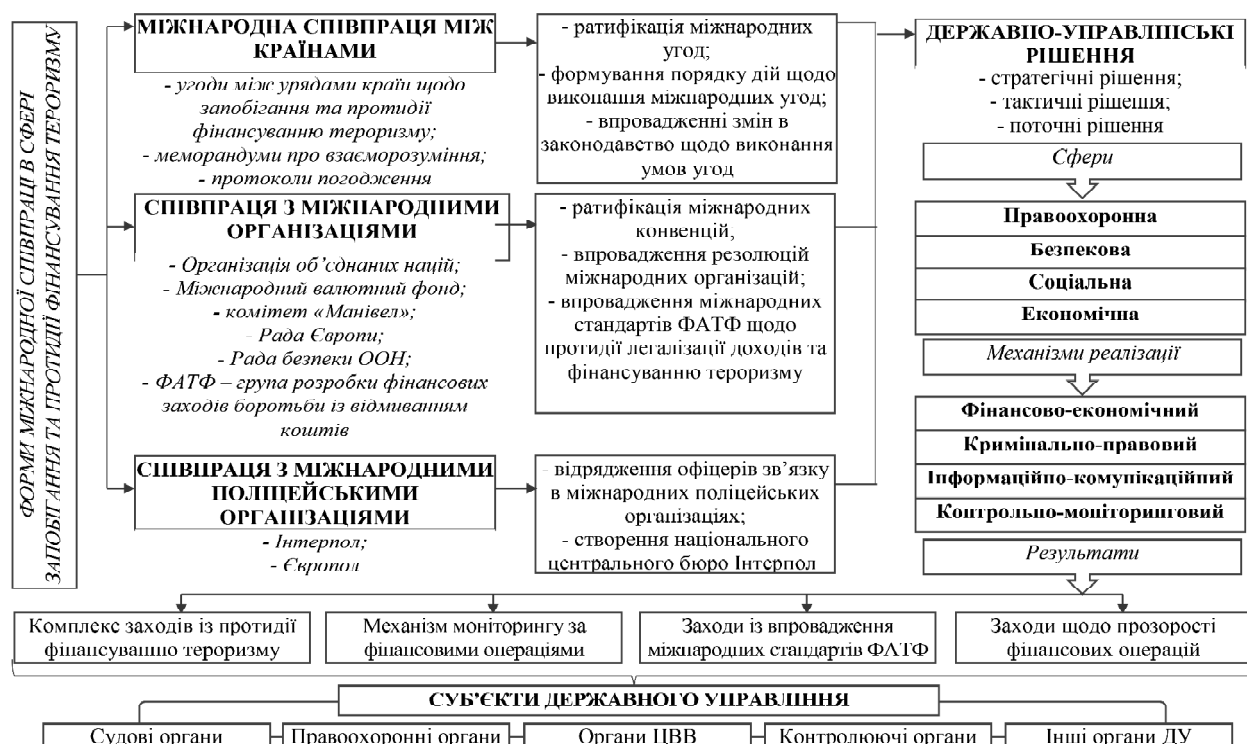 ФОРМИ МІЖНАРОДНОЇ СПІВПРАЦІ В СФЕРІ
ЗАПОБІГАННЯ ТА ПРОТИДІЇ ФІНАНСУВАННЯ ТЕРОРИЗМУ
МІЖНАРОДНА СПІВПРАЦЯ МІЖ
КРАЇНАМИ
- угоди між урядами країн щодо
запобігання та протидії
фінансуванню тероризму;
- меморандуми про взаєморозуміння;
- протоколи погодження
- ратифікація міжнародних
угод;
- формування порядку дій щодо
виконання міжнародних угод;
- впровадженні змін в
законодавство щодо виконання
умов угод
СПІВПРАЦЯ З МІЖНАРОДНИМИ
ОРГАНІЗАЦІЯМИ
- Організація об’єднаних націй;
- Міжнародний валютний фонд;
- комітет «Манівел»;
- Рада Європи;
- Рада безпеки ООН;
- ФАТФ – група розробки фінансових
заходів боротьби із відмиванням
коштів
- ратифікація міжнародних
конвенцій,
- впровадження резолюцій
міжнародних організацій;
- впровадження міжнародних
стандартів ФАТФ щодо
протидії легалізації доходів та
фінансуванню тероризму
СПІВПРАЦЯ З МІЖНАРОДНИМИ
ПОЛІЦЕЙСЬКИМИ
ОРГАНІЗАЦІЯМИ
- Інтерпол;
- Європол
- відрядження офіцерів зв’язку
в міжнародних поліцейських
організаціях;
- створення національного
центрального бюро Інтерпол
ДЕРЖАВНО-УПРАВЛІНСЬКІ
РІШЕННЯ
- стратегічні рішення;
- тактичні рішення;
- поточні рішення
Сфери
Правоохоронна
Безпекова
Соціальна
Економічна
Механізми реалізації
Фінансово-економічний
Кримінально-правовий
Інформаційно-комунікаційний
Контрольно-моніторинговий
Результати
Комплекс заходів із протидії
фінансуванню тероризму
Механізм моніторингу за
фінансовими операціями
Заходи із впровадження
міжнародних стандартів ФАТФ
Заходи щодо прозорості
фінансових операцій
СУБ’ЄКТИ ДЕРЖАВНОГО УПРАВЛІННЯ
Судові органи
Правоохоронні органи
Органи ЦВВ
Контролюючі органи
Інші органи ДУ